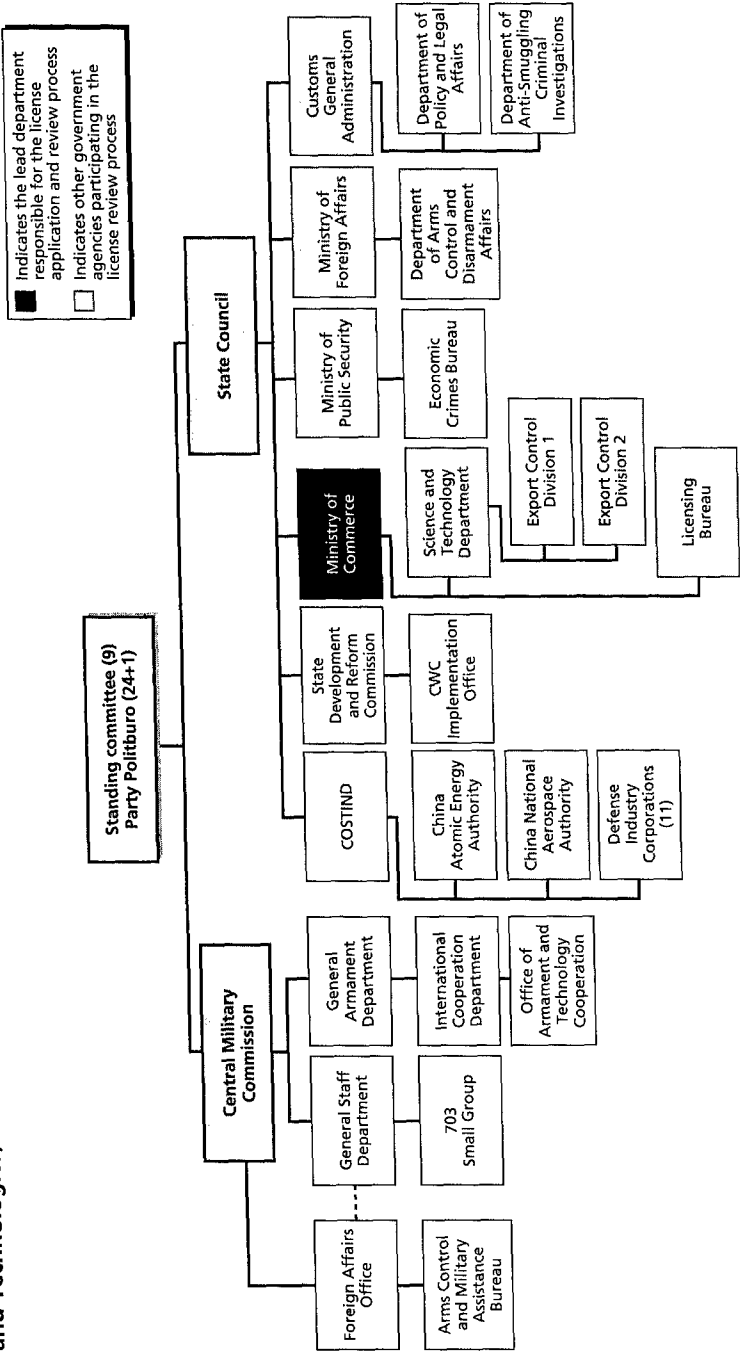 and Technologies)
Indicates the lead department
responsible for the license
application and review process
Indicates other government
agencies participating in the
license review process
Standing committee (9)
Party Politburo (24+1)
Central Military
Commission
State Council
Foreign Affairs
Office
General Staff
Department
General
Armament
Department
COSTIND
State
Development
and Reform
Commission
Ministry of
Commerce
Ministry of
Public Security
Ministry of
Foreign Affairs
Customs
General
Administration
Arms Control
and Military
Assistance
Bureau
703
Small Group
International
Cooperation
Department
Office of
Armament and
Technology
Cooperation
China
Atomic Energy
Authority
China National
Aerospace
Authority
Defense
Industry
Corporations
(11)
CWC
Implementation
Office
Science and
Technology
Department
Export Control
Division 1
Export Control
Division 2
Licensing
Bureau
Economic
Crimes Bureau
Department
of Arms
Control and
Disarmament
Affairs
Department of
Policy and Legal
Affairs
Department of
Anti-Smuggling
Criminal
Investigations